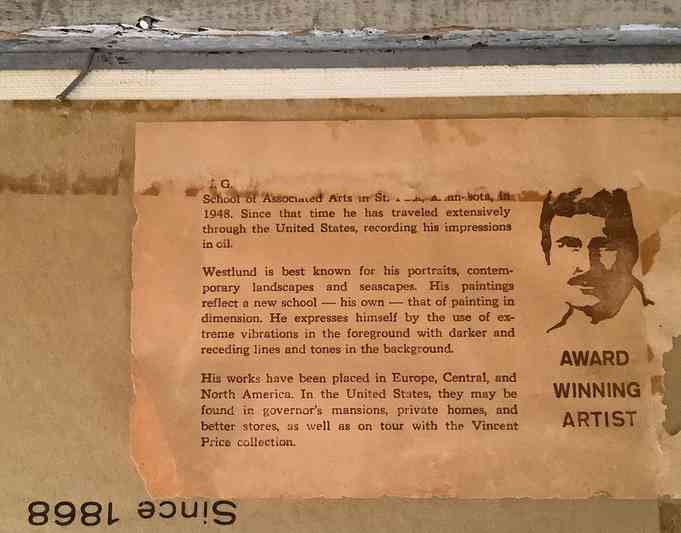 G.
School of Associated Arts in St.
1948. Since that time he has traveled extensively
through the United States, recording his impressions
in oil.
Westlund is best known for his portraits, contem-
porary landscapes and seascapes. His paintings
reflect a new school — his own — that of painting in
dimension. He expresses himself by the use of ex-
treme vibrations in the foreground with darker and
receding lines and tones in the background.
His works have been placed in Europe, Central, and
North America. In the United States, they may be
found in governor's mansions, private homes, and
better stores, as well as on tour with the Vincent
Price collection.
AWARD
WINNING
ARTIST
Since 1868